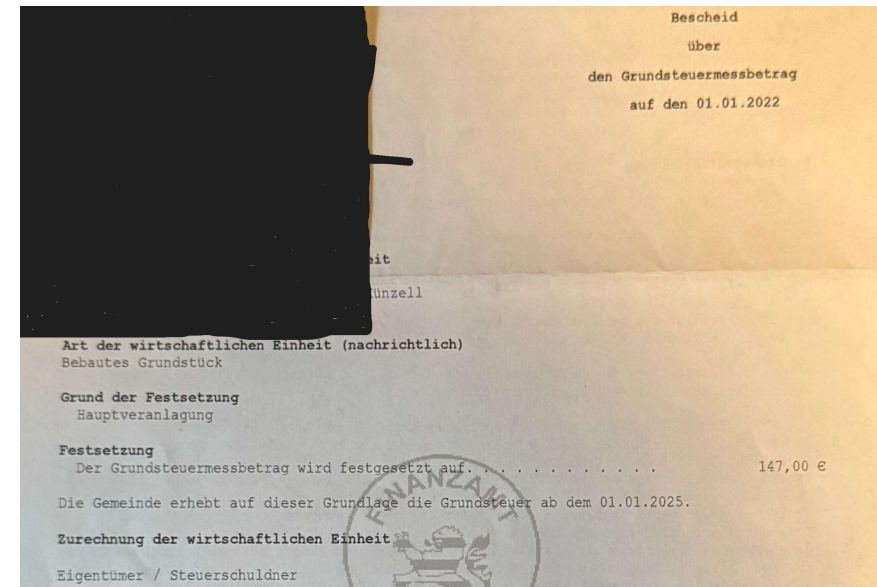 Bescheid
über
den Grundsteuermessbetrag
auf den 01.01.2022
Art der wirtschaftlichen Einheit (nachrichtlich)
Bebautes Grundstück
Grund der Festsetzung
Hauptveranlagung
Festsetzung
Der Grundsteuermessbetrag wird festgesetzt auf. . . . . . . . . . . . . 147,00 €
Die Gemeinde erhebt auf dieser Grundlage die Grundsteuer ab dem 01.01.2025.
Zurechnung der wirtschaftlichen Einheit
Eigentümer / Steuerschuldner
FINANZAMT